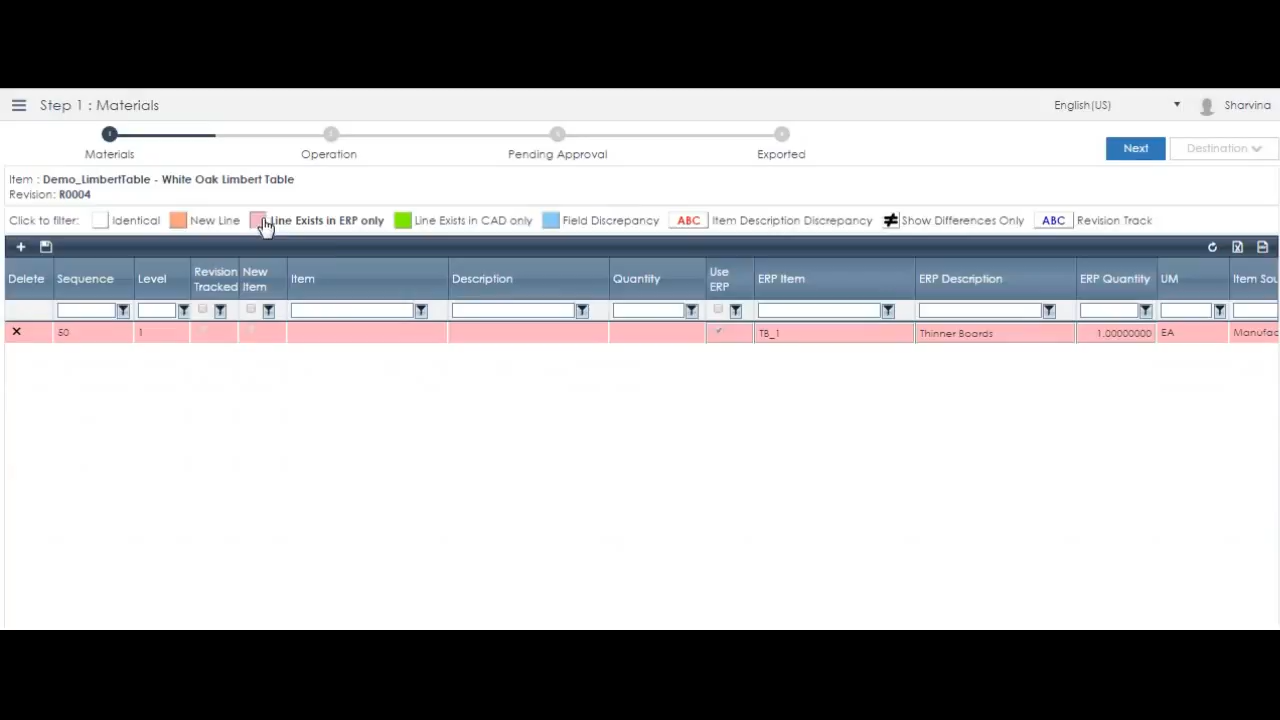 Step 1 : Materials
English(US)
Sharvina
Materials
Operation
Pending Approval
Exported
Next
Destination
Item : Demo_LimbertTable - White Oak Limbert Table
Revision: R0004
Click to filter: Identical New Line Line Exists in ERP only Line Exists in CAD only Field Discrepancy ABC Item Description Discrepancy ≠ Show Differences Only ABC Revision Track
Delete Sequence Level Revision Tracked New Item Item Description Quantity Use ERP ERP Item ERP Description ERP Quantity UM Item Sou
50 1 TB_1 Thinner Boards 1.00000000 EA Manufac